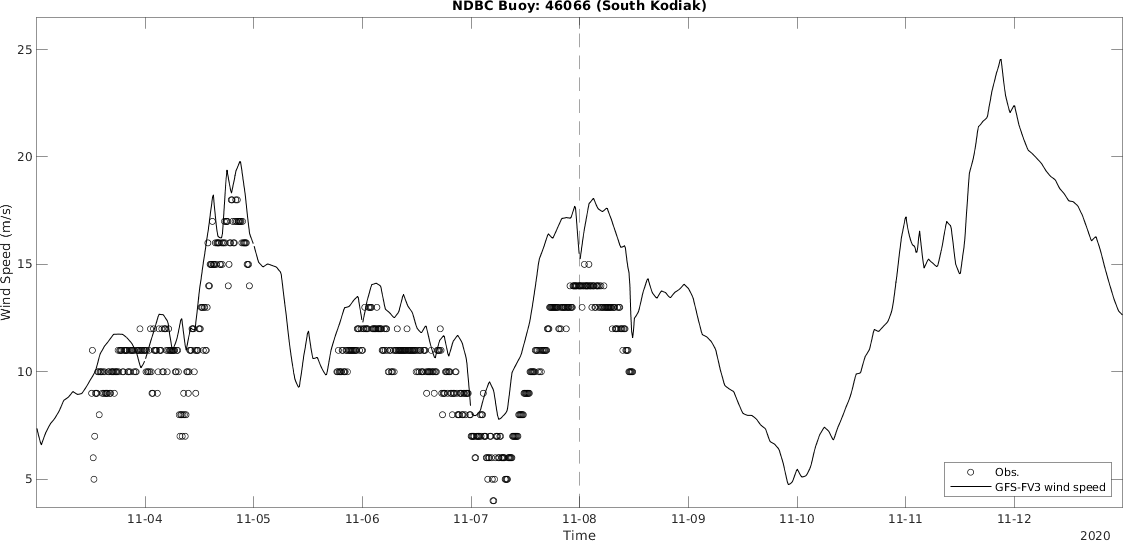 NDBC Buoy: 46066 (South Kodiak)
Wind Speed (m/s)
25
20
15
10
5
11-04 11-05 11-06 11-07 11-08 11-09 11-10 11-11 11-12
Time
2020
Obs.
GFS-FV3 wind speed